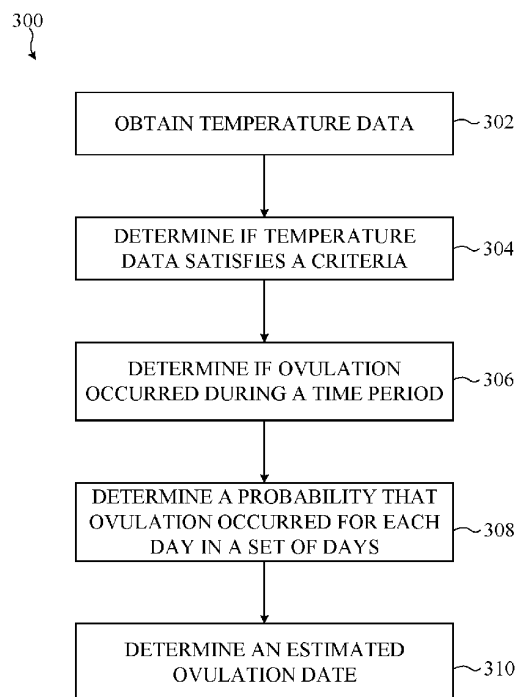 300
OBTAIN TEMPERATURE DATA
302
DETERMINE IF TEMPERATURE
DATA SATISFIES A CRITERIA
304
DETERMINE IF OVULATION
OCCURRED DURING A TIME PERIOD
306
DETERMINE A PROBABILITY THAT
OVULATION OCCURRED FOR EACH
DAY IN A SET OF DAYS
308
DETERMINE AN ESTIMATED
OVULATION DATE
310